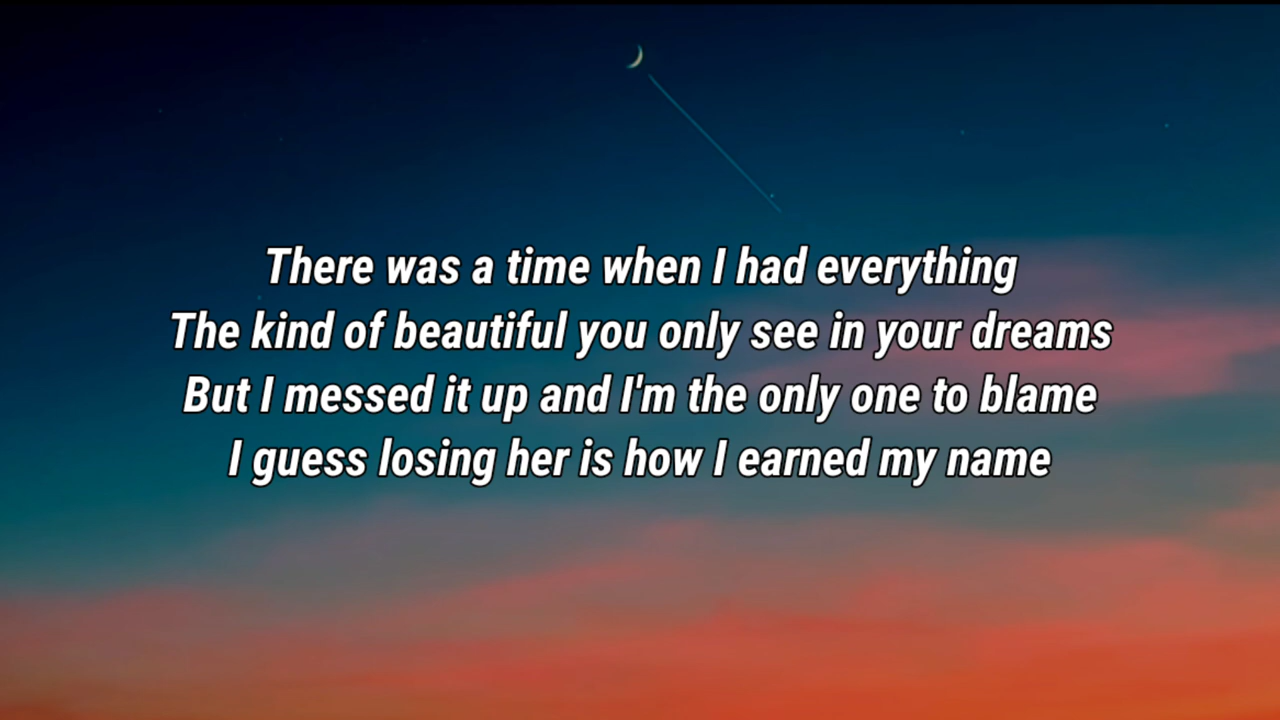 There was a time when I had everything
The kind of beautiful you only see in your dreams
But I messed it up and I'm the only one to blame
I guess losing her is how I earned my name